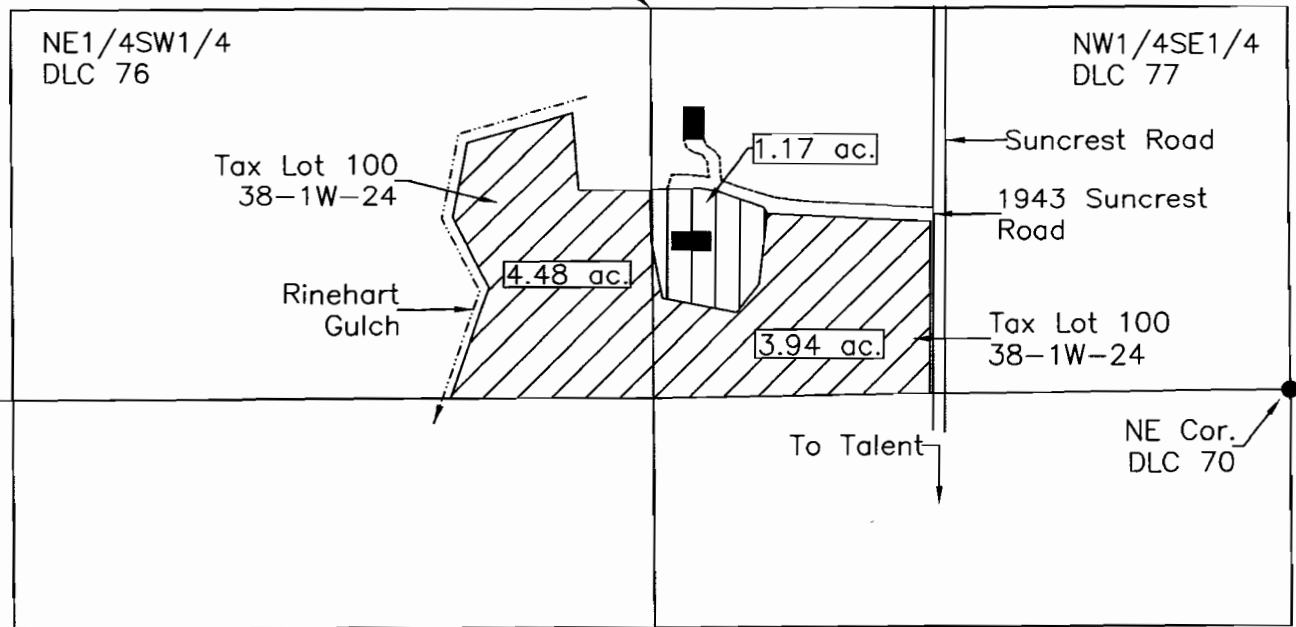 NE1/4SW1/4
DLC 76
NW1/4SE1/4
DLC 77
Tax Lot 100
38-1W-24
1.17 ac.
Suncrest Road
1943 Suncrest
Road
4.48 ac.
Rinehart
Gulch
3.94 ac.
Tax Lot 100
38-1W-24
To Talent
NE Cor.
DLC 70